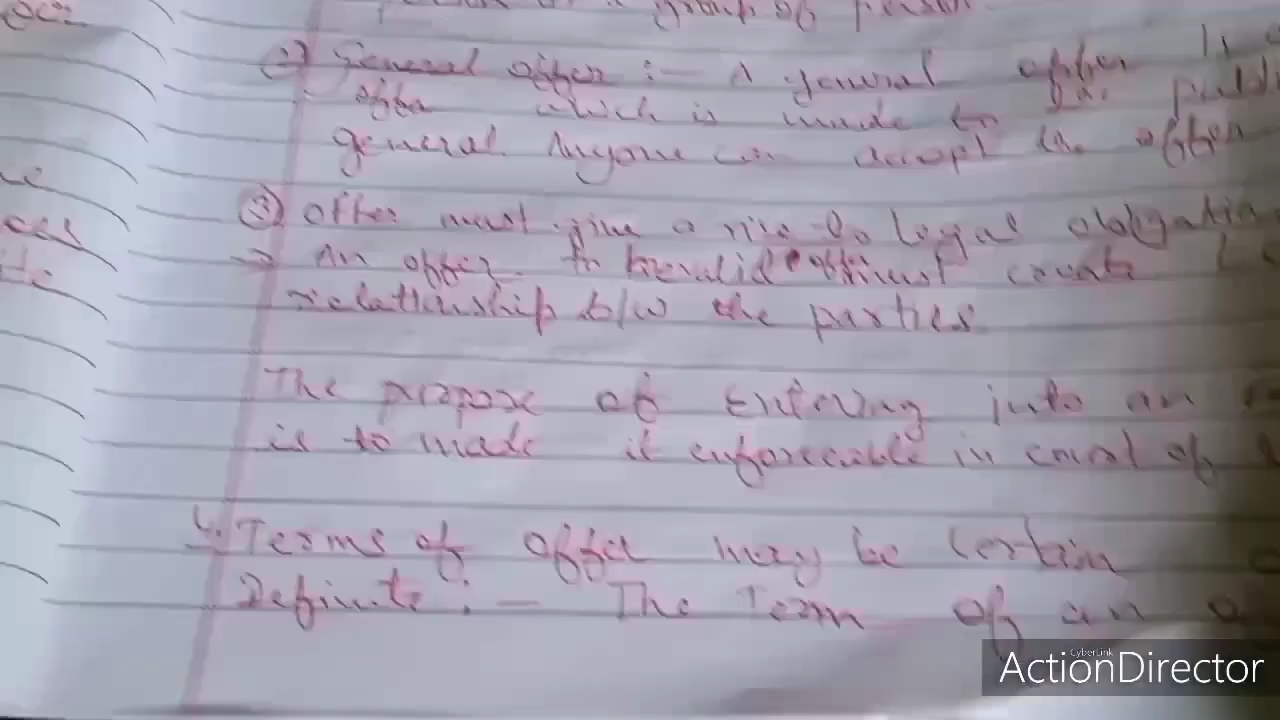 group of person
② General offer :- A general offer is
offer which is made to public
general. Anyone can accept the offer
③ Offer must give a rise to legal obligation
→ An offer to be valid must create
relationship b/w the parties
The propose of Entering into an
is to made it enforceable in court of
4. Terms of offer may be Certain
Definite :- The Term of an
CyberLink
ActionDirector